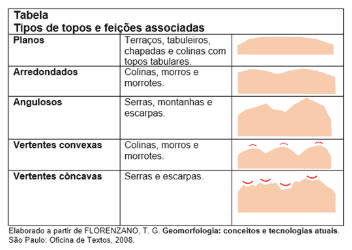 Tabela
Tipos de topos e feições associadas
Planos
Terraços, tabuleiros,
chapadas e colinas com
topos tabulares.
Arredondados
Colinas, morros e
morrotes.
Angulosos
Serras, montanhas e
escarpas.
Vertentes convexas
Colinas, morros e
morrotes.
Vertentes côncavas
Serras e escarpas.
Elaborado a partir de FLORENZANO, T. G. Geomorfologia: conceitos e tecnologias atuais.
São Paulo: Oficina de Textos, 2008.